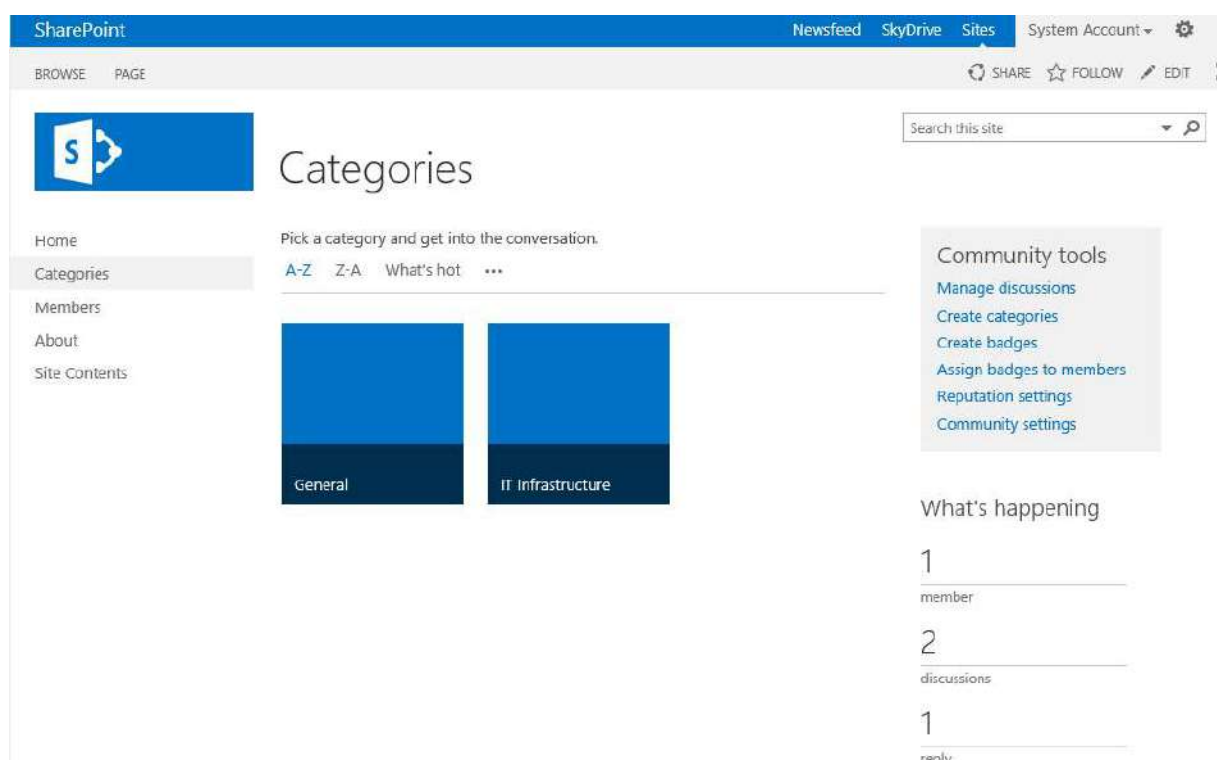 SharePoint Newsfeed SkyDrive Sites System Account
BROWSE PAGE SHARE FOLLOW EDIT
S
Search this site
Categories
Home
Categories
Members
About
Site Contents
Pick a category and get into the conversation.
A-Z Z-A What's hot •••
General
IT Infrastructure
Community tools
Manage discussions
Create categories
Create badges
Assign badges to members
Reputation settings
Community settings
What's happening
1
member
2
discussions
1
reply